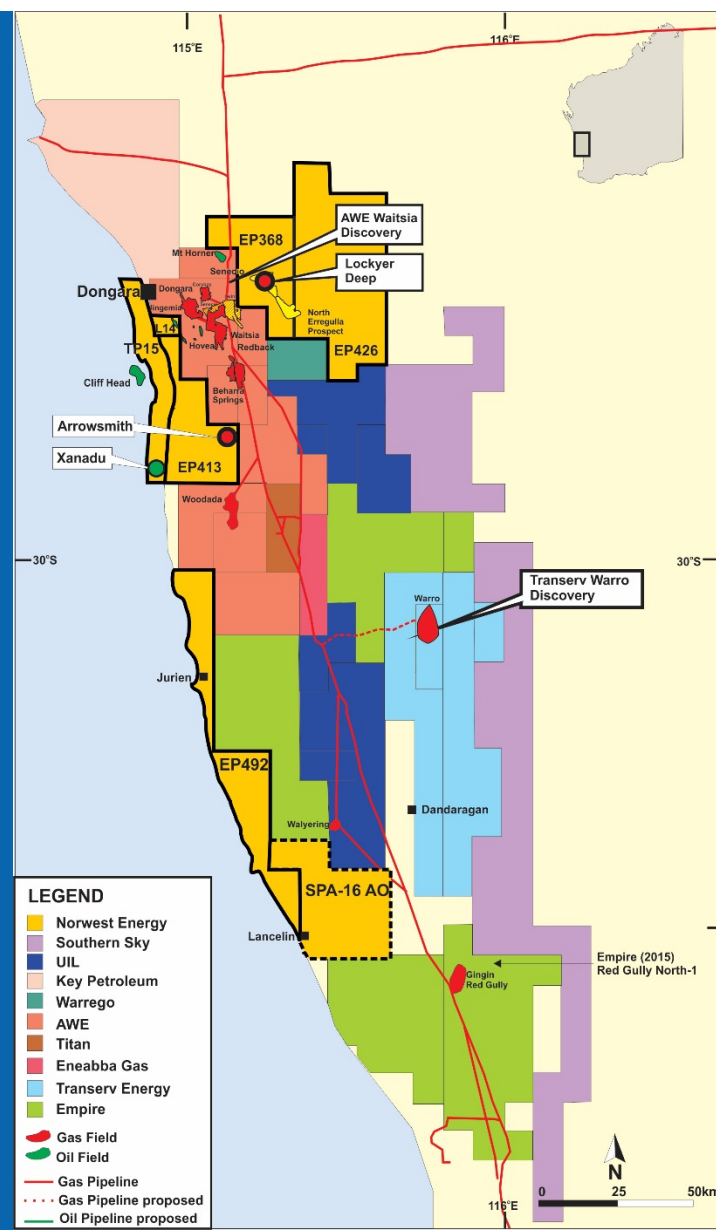 115°E
116°E
AWE Waitsia
Discovery
EP368
Mt Horner
Senecio
Lockyer
Deep
Dongara
Dongara
North
Erregulla
Prospect
L14
Hovea
Waitsia
Redback
EP426
TP15
Cliff Head
Beharra
Springs
Arrowsmith
Xanadu
EP413
Woodada
30°S
30°S
Transerv Warro
Discovery
Warro
Jurien
EP492
Dandaragan
Walyering
SPA-16 AO
LEGEND
Norwest Energy
Southern Sky
UIL
Key Petroleum
Warrego
AWE
Titan
Eneabba Gas
Transerv Energy
Empire
Gas Field
Oil Field
Gas Pipeline
Gas Pipeline proposed
Oil Pipeline proposed
Lancelin
Empire (2015)
Red Gully North-1
Gingin
Red Gully
N
0 25 50km
116°E